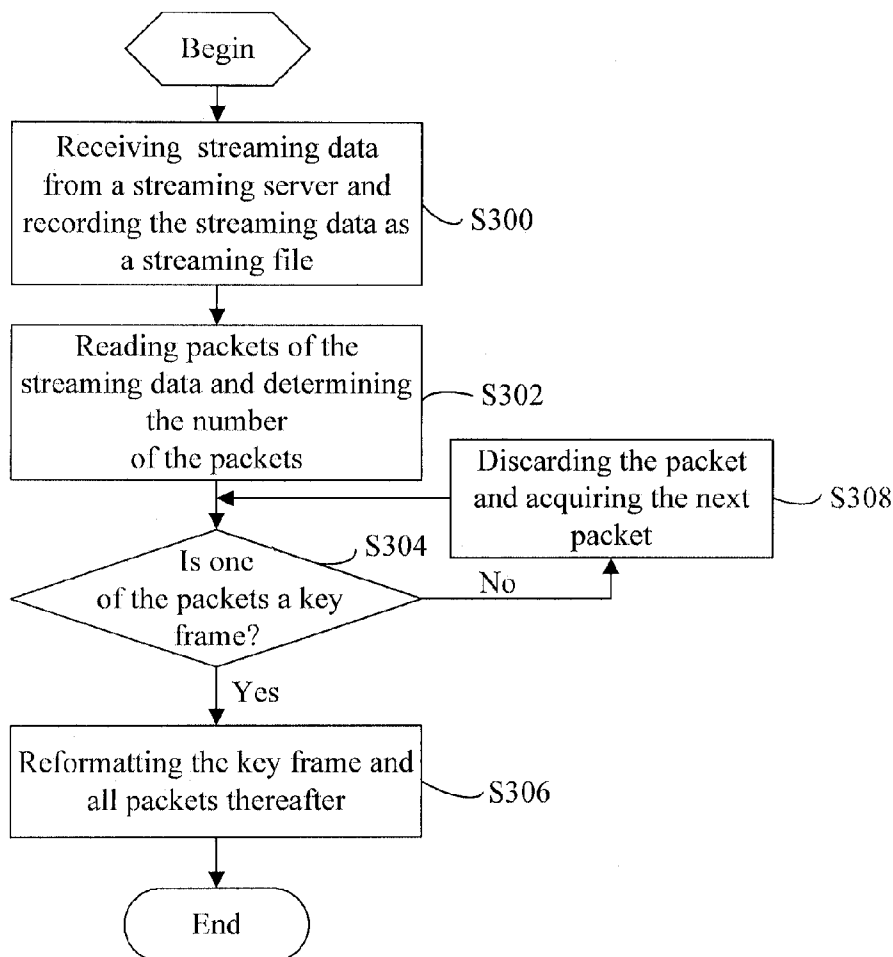 Begin
Receiving streaming data
from a streaming server and
recording the streaming data as
a streaming file
S300
Reading packets of the
streaming data and determining
the number
of the packets
S302
Discarding the packet
and acquiring the next
packet
S308
S304
Is one
of the packets a key
frame?
No
Yes
Reformatting the key frame and
all packets thereafter
S306
End